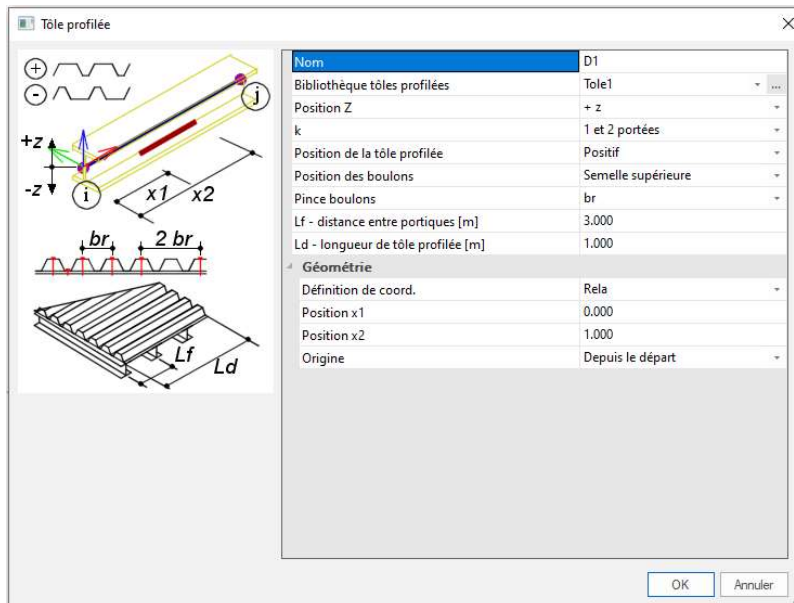 Tôle profilée
+z
-z
i
j
x1
x2
br
2 br
Lf
Ld
Nom D1
Bibliothèque tôles profilées Tole1 ...
Position Z + z
k 1 et 2 portées
Position de la tôle profilée Positif
Position des boulons Semelle supérieure
Pince boulons br
Lf - distance entre portiques [m] 3.000
Ld - longueur de tôle profilée [m] 1.000
Géométrie
Définition de coord. Rela
Position x1 0.000
Position x2 1.000
Origine Depuis le départ
OK Annuler